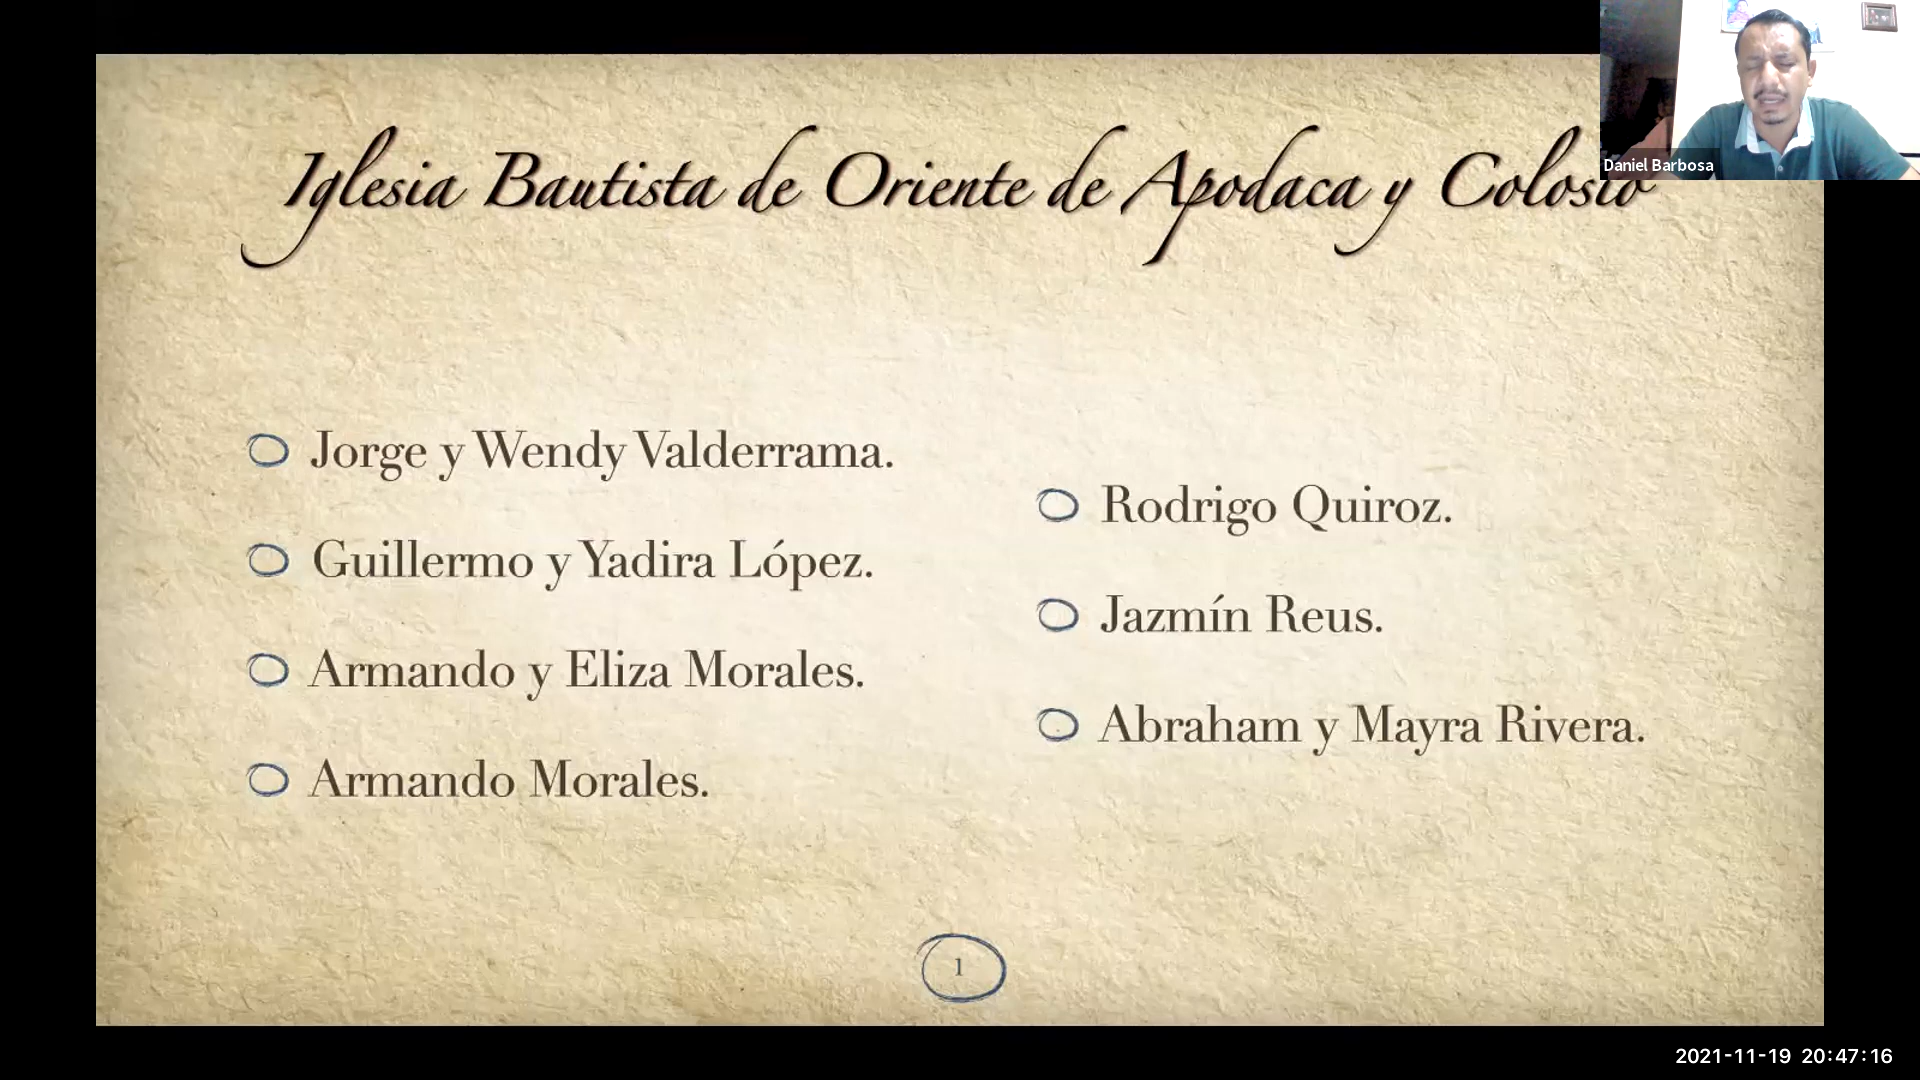 Iglesia Bautista de Oriente de Apodaca y Colosio
Daniel Barbosa
Jorge y Wendy Valderrama.
Guillermo y Yadira López.
Armando y Eliza Morales.
Armando Morales.
Rodrigo Quiroz.
Jazmín Reus.
Abraham y Mayra Rivera.
1
2021-11-19 20:47:16